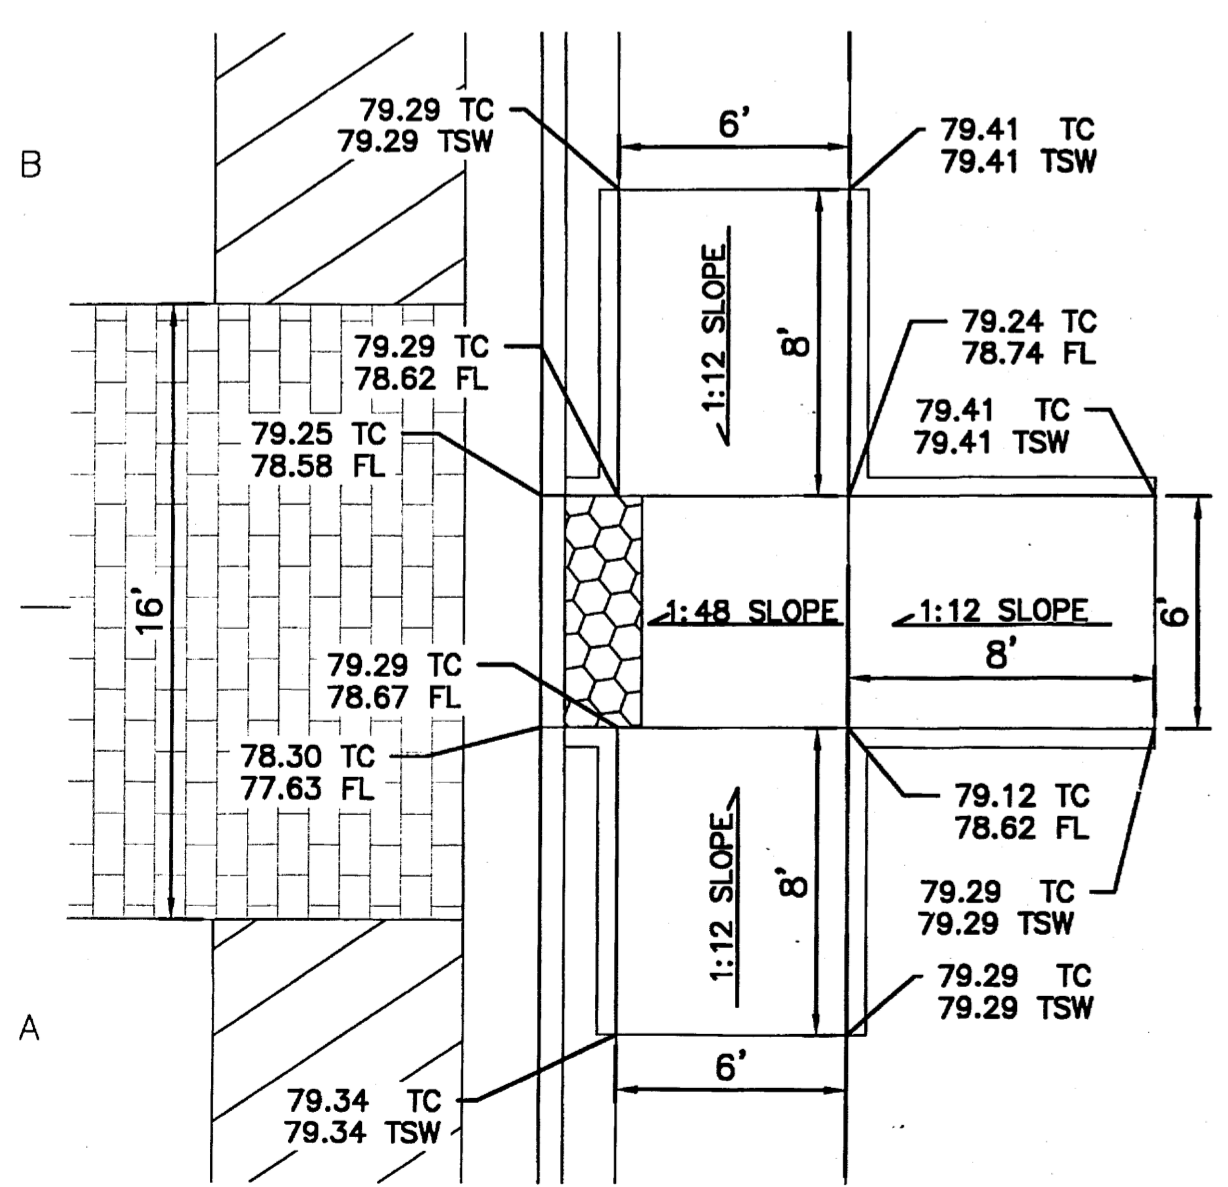 B
79.29 TC
79.29 TSW
6'
79.41 TC
79.41 TSW
1:12 SLOPE
8'
79.24 TC
78.74 FL
79.29 TC
78.62 FL
79.41 TC
79.41 TSW
79.25 TC
78.58 FL
16'
1:48 SLOPE
1:12 SLOPE
8'
6'
79.29 TC
78.67 FL
78.30 TC
77.63 FL
79.12 TC
78.62 FL
1:12 SLOPE
8'
79.29 TC
79.29 TSW
79.29 TC
79.29 TSW
A
6'
79.34 TC
79.34 TSW